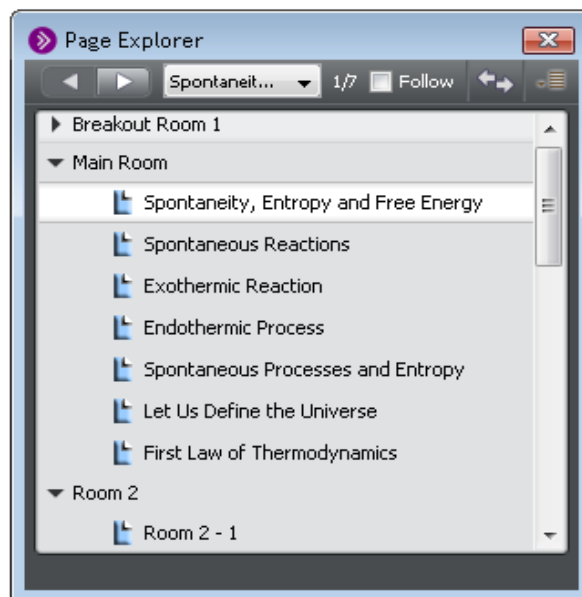 Page Explorer
Spontaneit... 1/7 Follow
Breakout Room 1
Main Room
Spontaneity, Entropy and Free Energy
Spontaneous Reactions
Exothermic Reaction
Endothermic Process
Spontaneous Processes and Entropy
Let Us Define the Universe
First Law of Thermodynamics
Room 2
Room 2 - 1